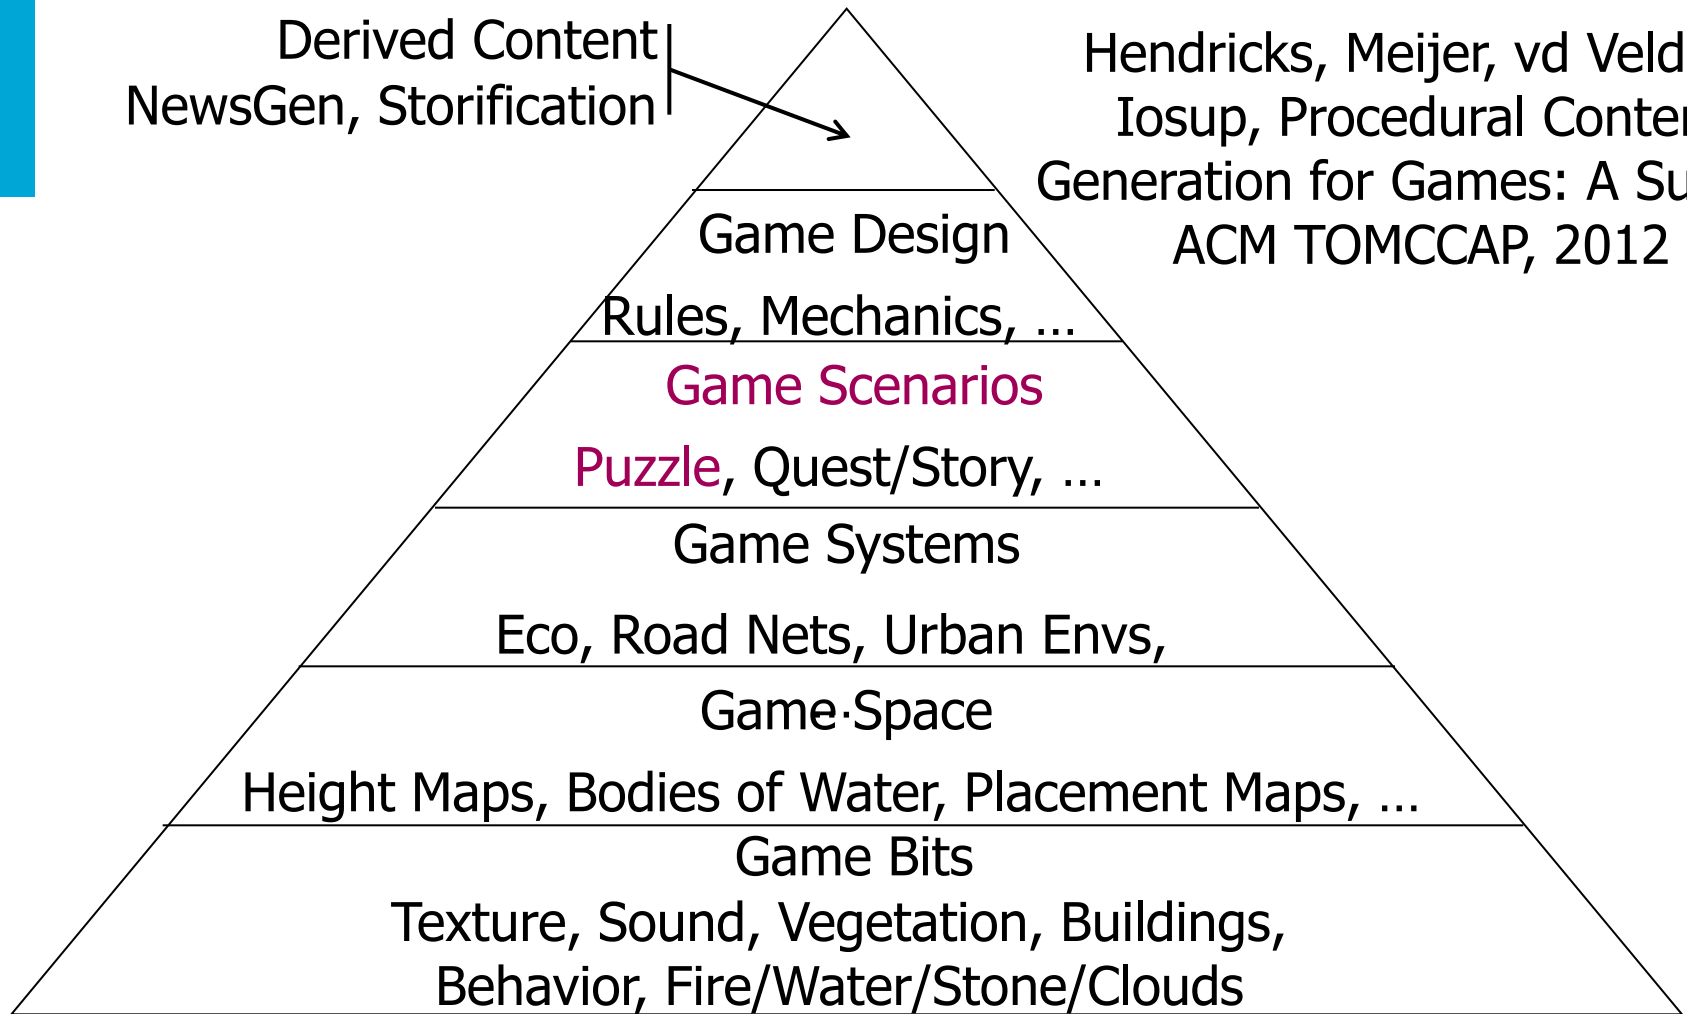 Derived Content
NewsGen, Storification
Hendricks, Meijer, vd Veld
Iosup, Procedural Conte
Generation for Games: A Su
ACM TOMCCAP, 2012
Game Design
Rules, Mechanics, …
Game Scenarios
Puzzle, Quest/Story, …
Game Systems
Eco, Road Nets, Urban Envs,
…
Game Space
Height Maps, Bodies of Water, Placement Maps, …
Game Bits
Texture, Sound, Vegetation, Buildings,
Behavior, Fire/Water/Stone/Clouds